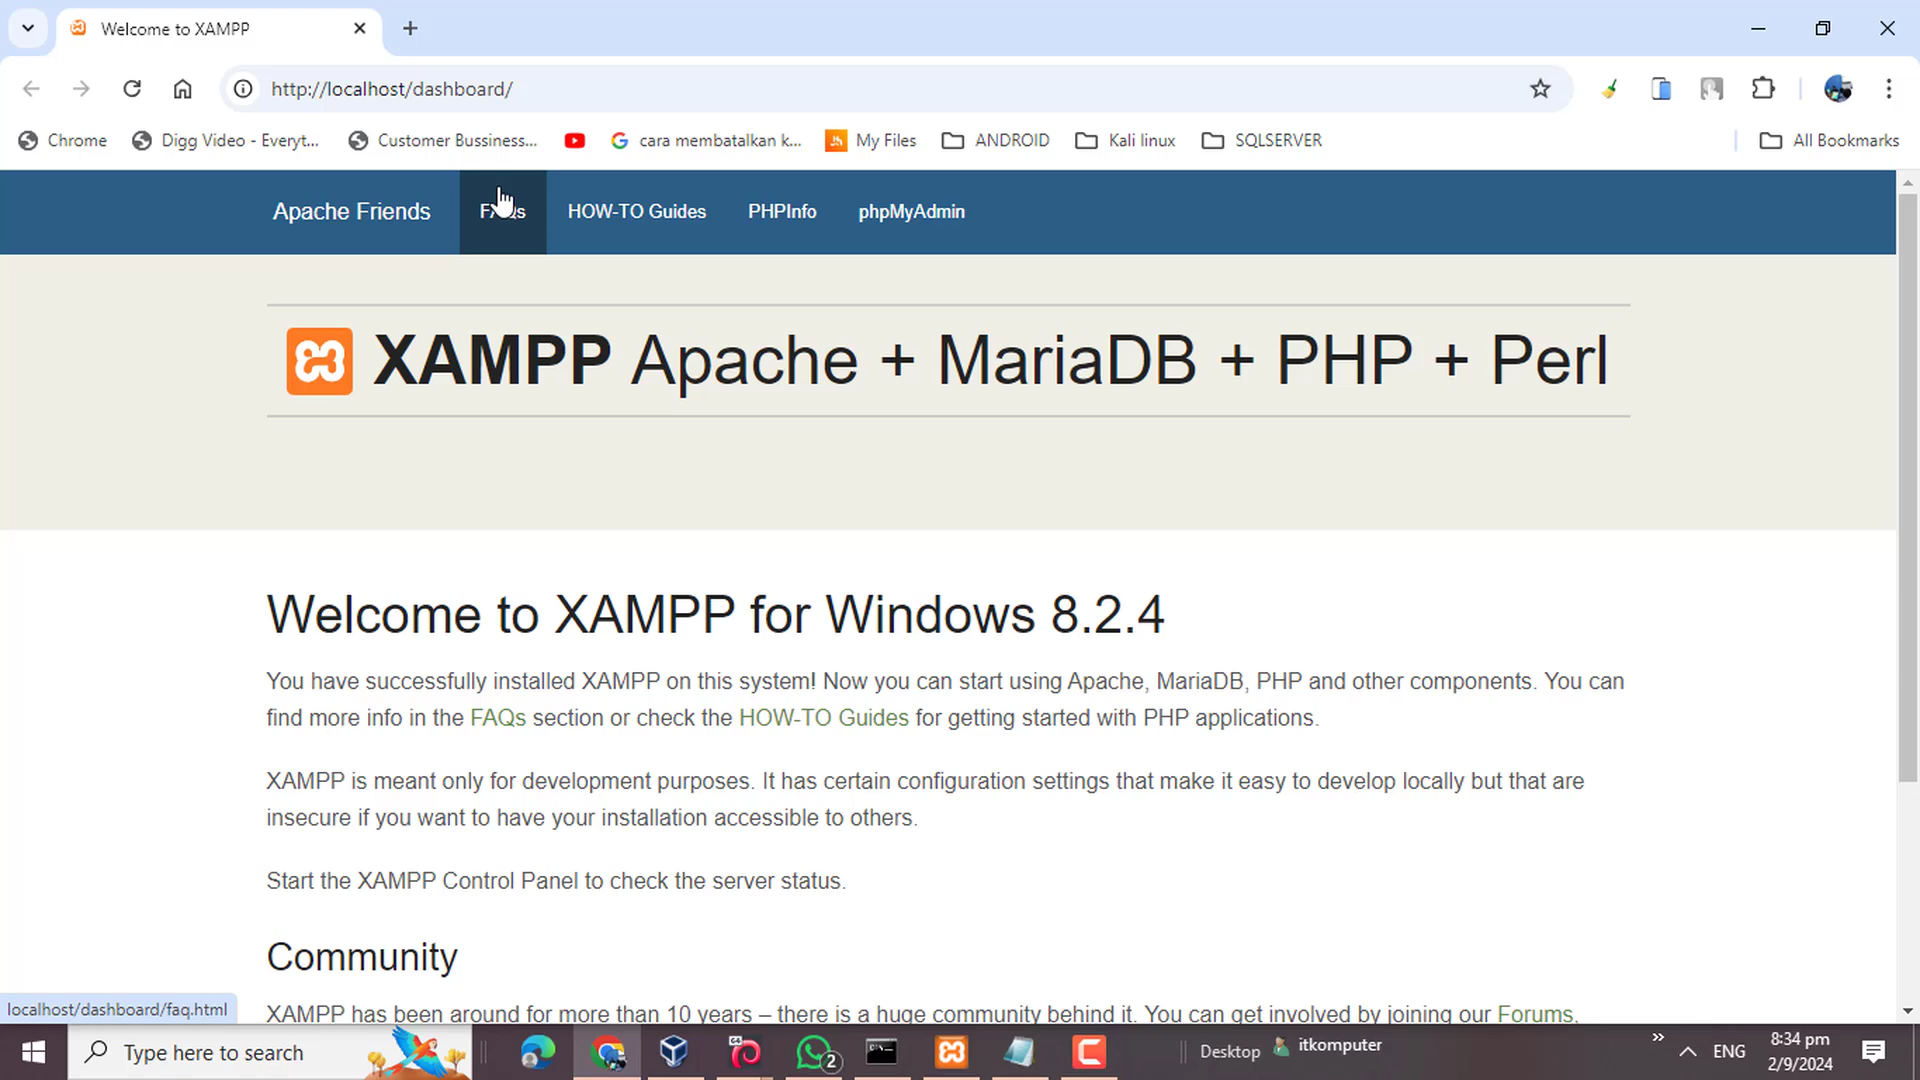 Welcome to XAMPP
http://localhost/dashboard/
Chrome
Digg Video - Everyt...
Customer Bussiness...
cara membatalkan k...
My Files
ANDROID
Kali linux
SQLSERVER
All Bookmarks
Apache Friends
FAQs
HOW-TO Guides
PHPInfo
phpMyAdmin
XAMPP Apache + MariaDB + PHP + Perl
Welcome to XAMPP for Windows 8.2.4
You have successfully installed XAMPP on this system! Now you can start using Apache, MariaDB, PHP and other components. You can
find more info in the FAQs section or check the HOW-TO Guides for getting started with PHP applications.
XAMPP is meant only for development purposes. It has certain configuration settings that make it easy to develop locally but that are
insecure if you want to have your installation accessible to others.
Start the XAMPP Control Panel to check the server status.
Community
XAMPP has been around for more than 10 years – there is a huge community behind it. You can get involved by joining our Forums,
localhost/dashboard/faq.html
Type here to search
64
2
Desktop
itkomputer
ENG
8:34 pm
2/9/2024